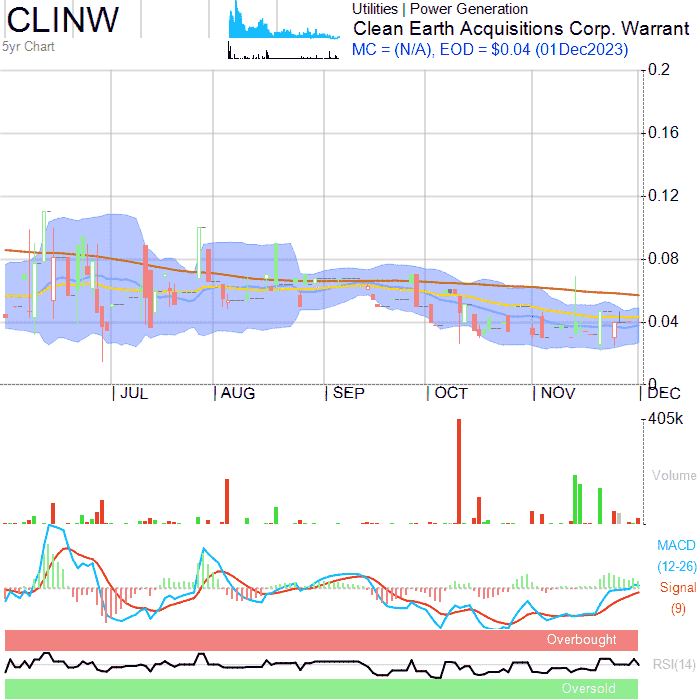 CLINW
5yr Chart
Utilities | Power Generation
Clean Earth Acquisitions Corp. Warrant
MC = (N/A), EOD = $0.04 (01Dec2023)
0.2
0.16
0.12
0.08
0.04
0
JUL
AUG
SEP
OCT
NOV
DEC
405k
Volume
MACD
(12-26)
Signal
(9)
Overbought
RSI(14)
Oversold